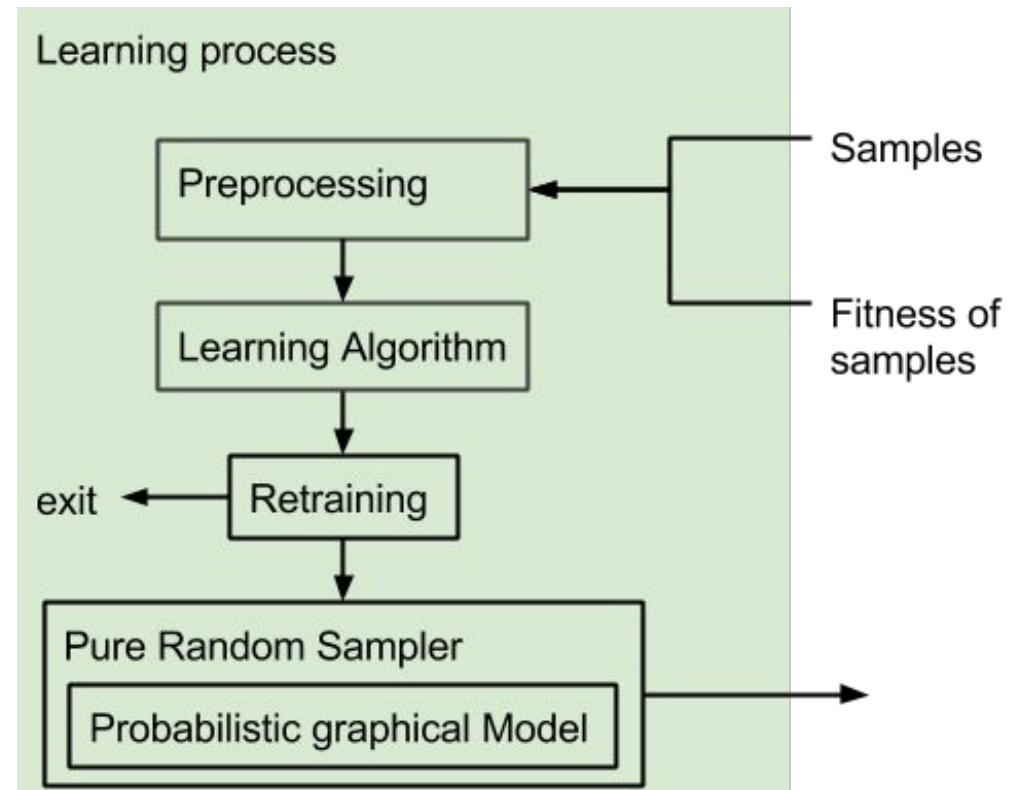 Learning process
Samples
Preprocessing
Fitness of
samples
Learning Algorithm
Retraining
exit
Pure Random Sampler
Probabilistic graphical Model